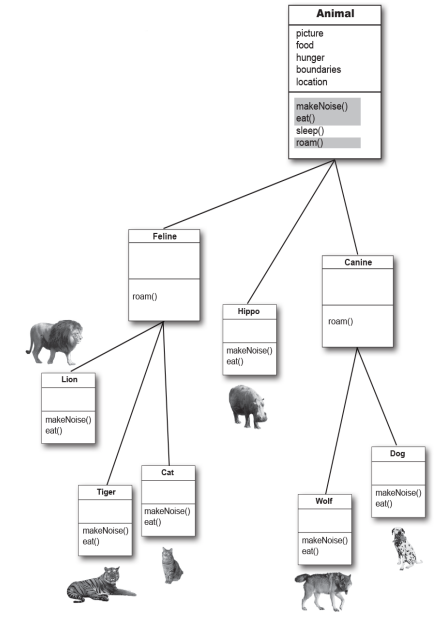 Animal
picture
food
hunger
boundaries
location
makeNoise()
eat()
sleep()
roam()
Feline
roam()
Canine
roam()
Hippo
makeNoise()
eat()
Lion
makeNoise()
eat()
Tiger
makeNoise()
eat()
Cat
makeNoise()
eat()
Wolf
makeNoise()
eat()
Dog
makeNoise()
eat()